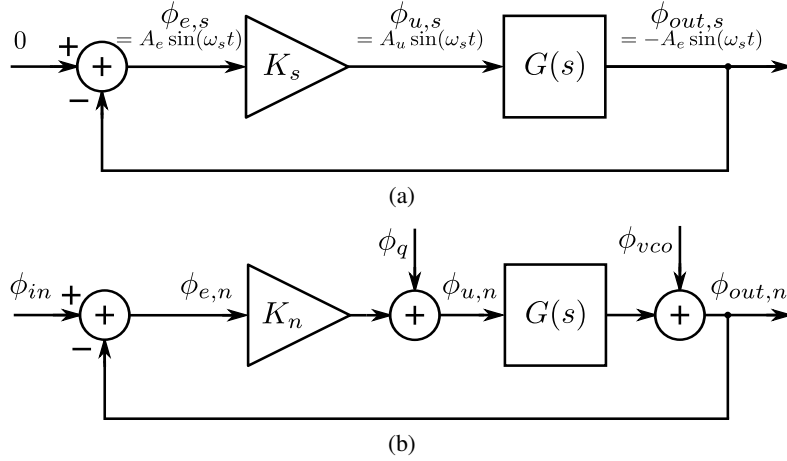 0
+
−
+
ϕ_{e,s}
= A_e sin(ω_s t)
K_s
ϕ_{u,s}
= A_u sin(ω_s t)
G(s)
ϕ_{out,s}
= −A_e sin(ω_s t)
(a)
ϕ_{in}
+
−
+
ϕ_{e,n}
K_n
ϕ_q
+
ϕ_{u,n}
G(s)
ϕ_{vco}
+
ϕ_{out,n}
(b)